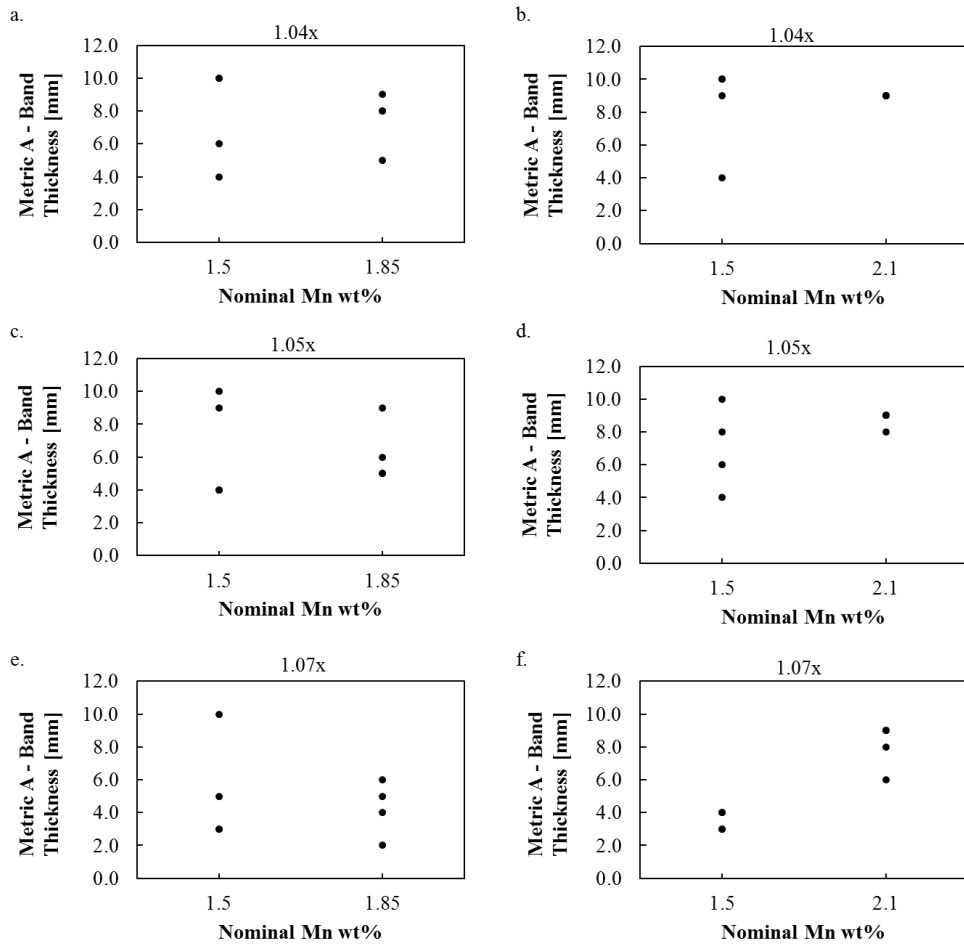 a.
1.04x
Metric A - Band
Thickness [mm]
12.0
10.0
8.0
6.0
4.0
2.0
0.0
1.5 1.85
Nominal Mn wt%
b.
1.04x
Metric A - Band
Thickness [mm]
12.0
10.0
8.0
6.0
4.0
2.0
0.0
1.5 2.1
Nominal Mn wt%
c.
1.05x
Metric A - Band
Thickness [mm]
12.0
10.0
8.0
6.0
4.0
2.0
0.0
1.5 1.85
Nominal Mn wt%
d.
1.05x
Metric A - Band
Thickness [mm]
12.0
10.0
8.0
6.0
4.0
2.0
0.0
1.5 2.1
Nominal Mn wt%
e.
1.07x
Metric A - Band
Thickness [mm]
12.0
10.0
8.0
6.0
4.0
2.0
0.0
1.5 1.85
Nominal Mn wt%
f.
1.07x
Metric A - Band
Thickness [mm]
12.0
10.0
8.0
6.0
4.0
2.0
0.0
1.5 2.1
Nominal Mn wt%